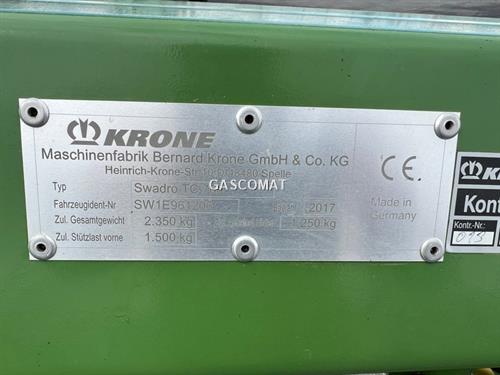 KRONE
Maschinenfabrik Bernard Krone GmbH & Co. KG
Heinrich-Krone-Str. 10 D-48480 Spelle
Typ Swadro TC
GASCOMAT
Fahrzeugident-Nr 2017
Zul. Gesamtgewicht 2.350 kg 1.250 kg
Zul. Stützlast vorne 1.500 kg
CE
Made in
Germany
Kont
Kontr.-Nr.: